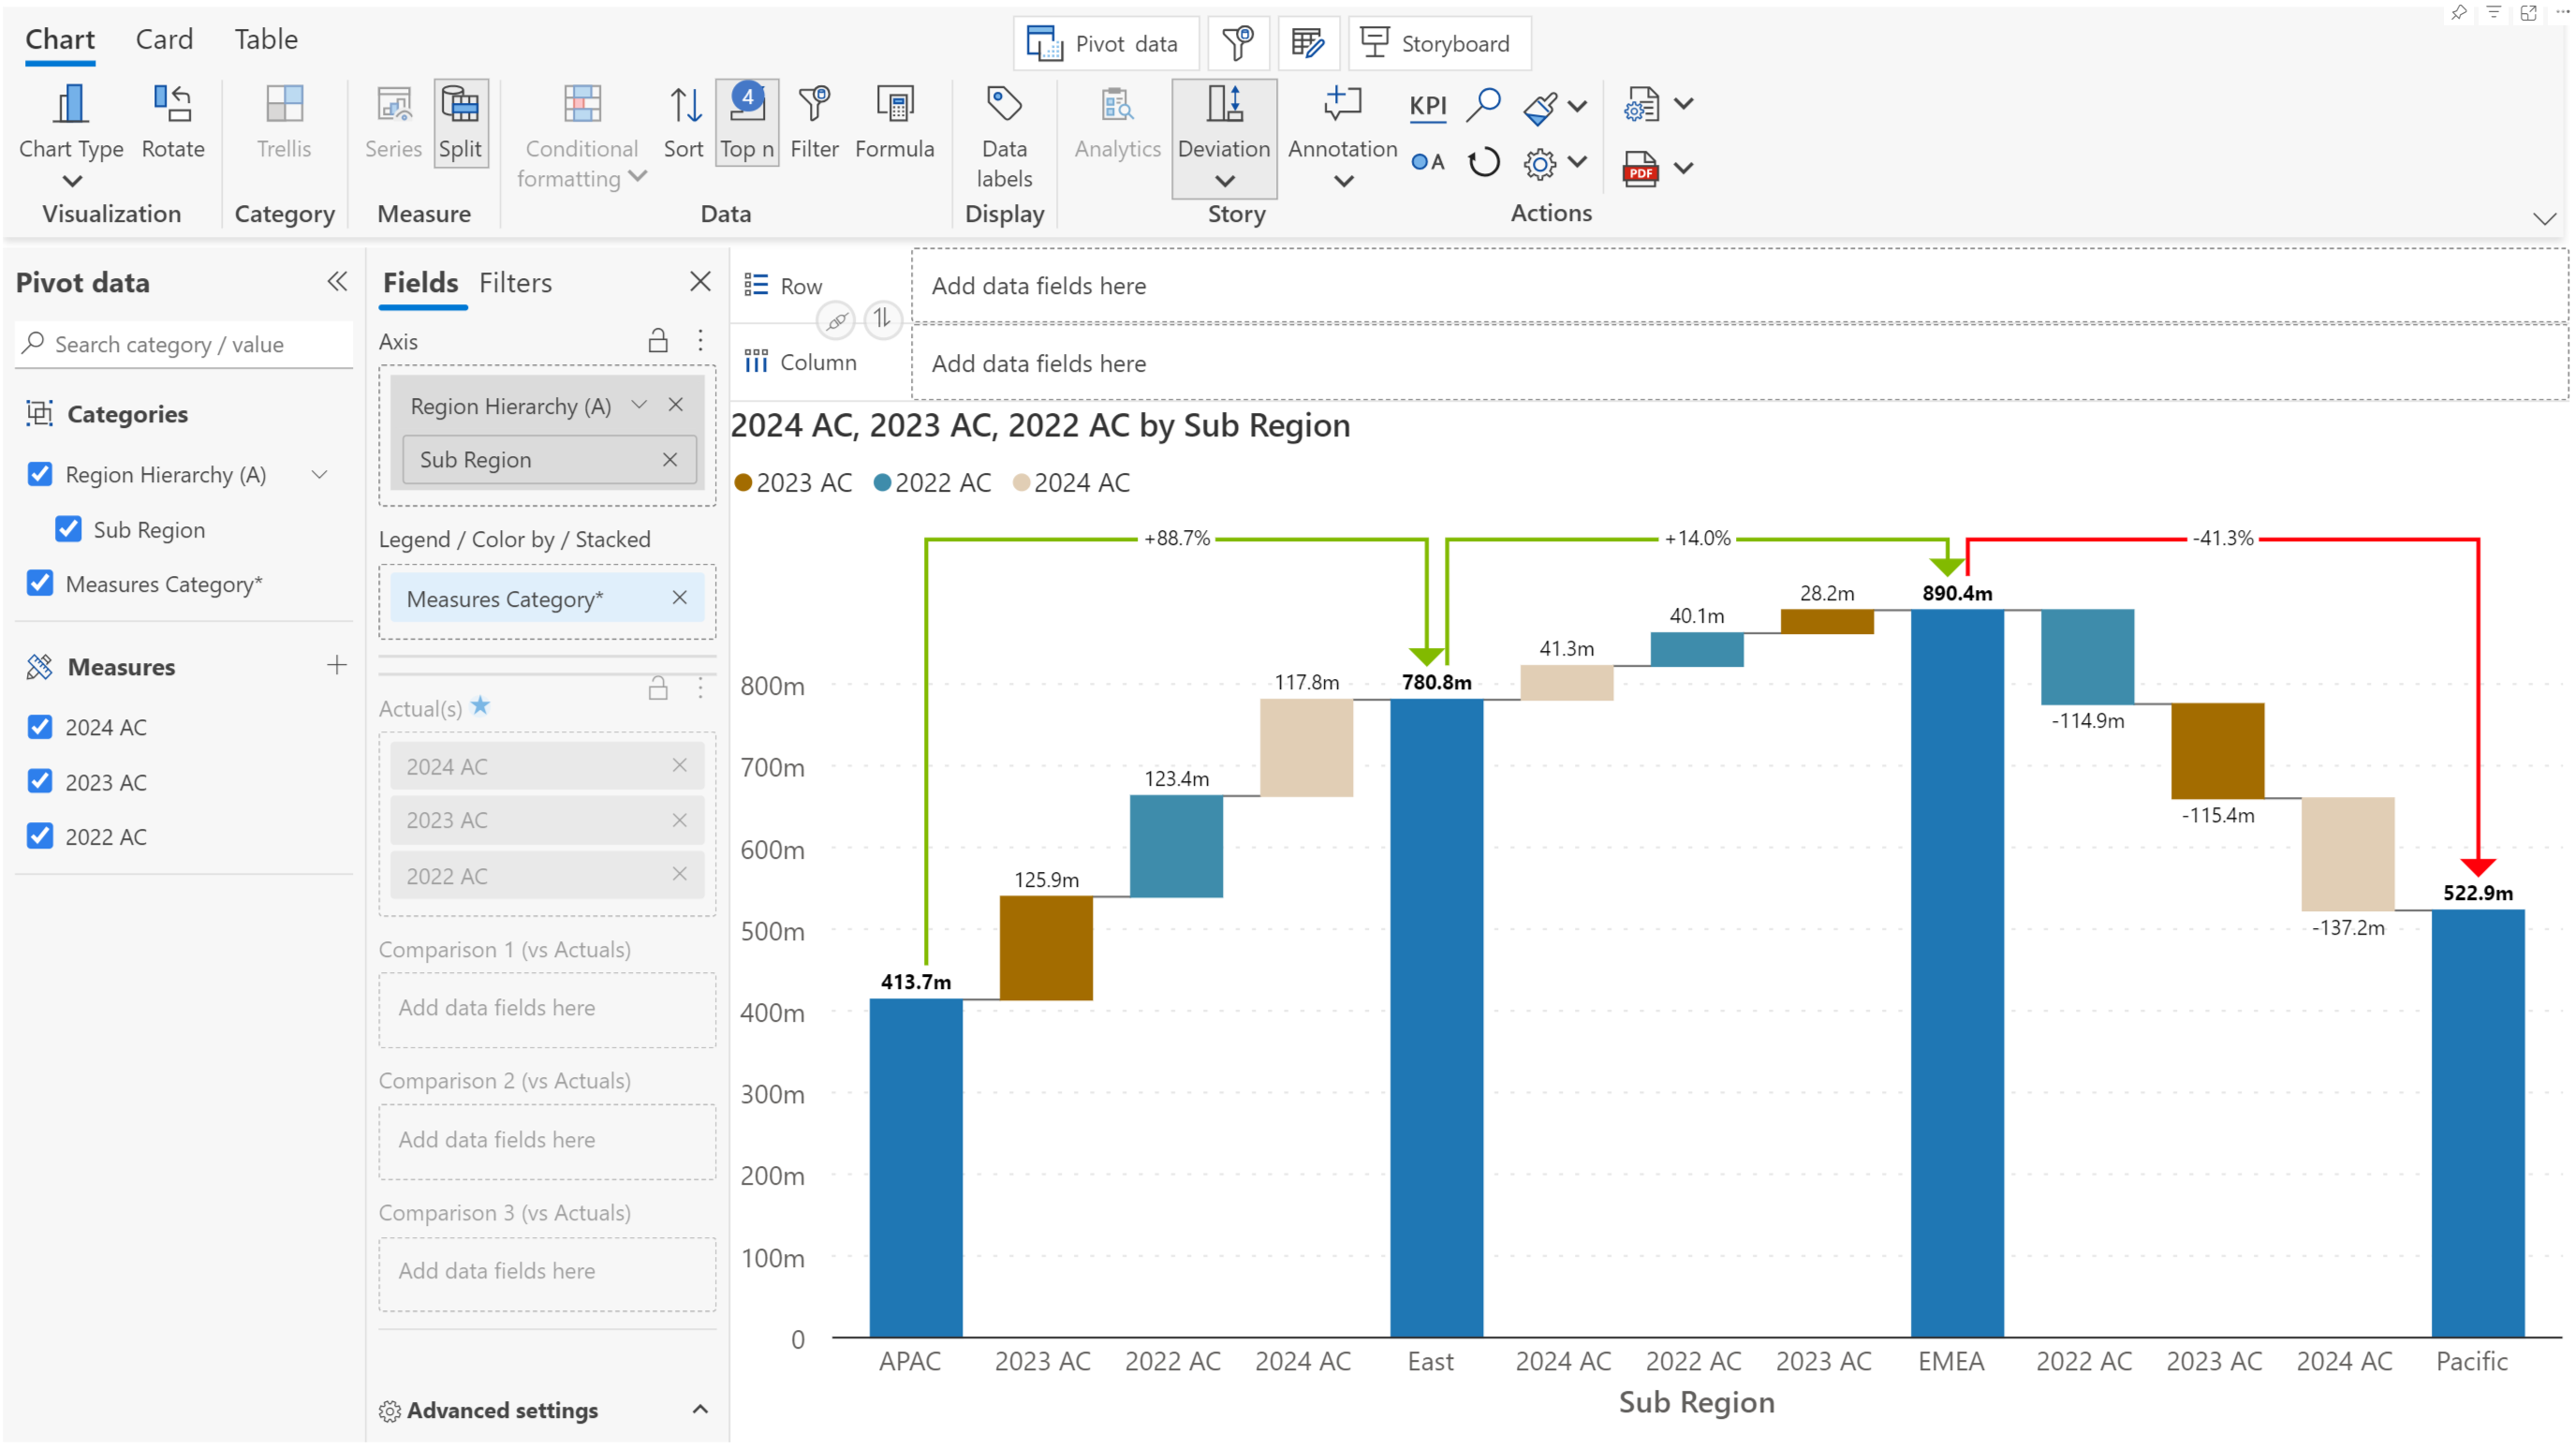 Chart Card Table
Pivot data
Storyboard
Chart Type
Rotate
Visualization
Trellis
Category
Series
Split
Measure
Conditional
formatting
Sort
4
Top n
Filter
Formula
Data
Data
labels
Display
Analytics
Deviation
Annotation
Story
KPI
A
PDF
Actions
Pivot data
Search category / value
Categories
Region Hierarchy (A)
Sub Region
Measures Category*
Measures
2024 AC
2023 AC
2022 AC
Fields Filters
Axis
Region Hierarchy (A)
Sub Region
Legend / Color by / Stacked
Measures Category*
Actual(s)
2024 AC
2023 AC
2022 AC
Comparison 1 (vs Actuals)
Add data fields here
Comparison 2 (vs Actuals)
Add data fields here
Comparison 3 (vs Actuals)
Add data fields here
Advanced settings
Row Add data fields here
Column Add data fields here
2024 AC, 2023 AC, 2022 AC by Sub Region
2023 AC 2022 AC 2024 AC
+88.7% +14.0% -41.3%
28.2m 890.4m
40.1m
41.3m
117.8m 780.8m
-114.9m
123.4m
-115.4m
125.9m
522.9m
-137.2m
413.7m
800m
700m
600m
500m
400m
300m
200m
100m
0
APAC 2023 AC 2022 AC 2024 AC East 2024 AC 2022 AC 2023 AC EMEA 2022 AC 2023 AC 2024 AC Pacific
Sub Region